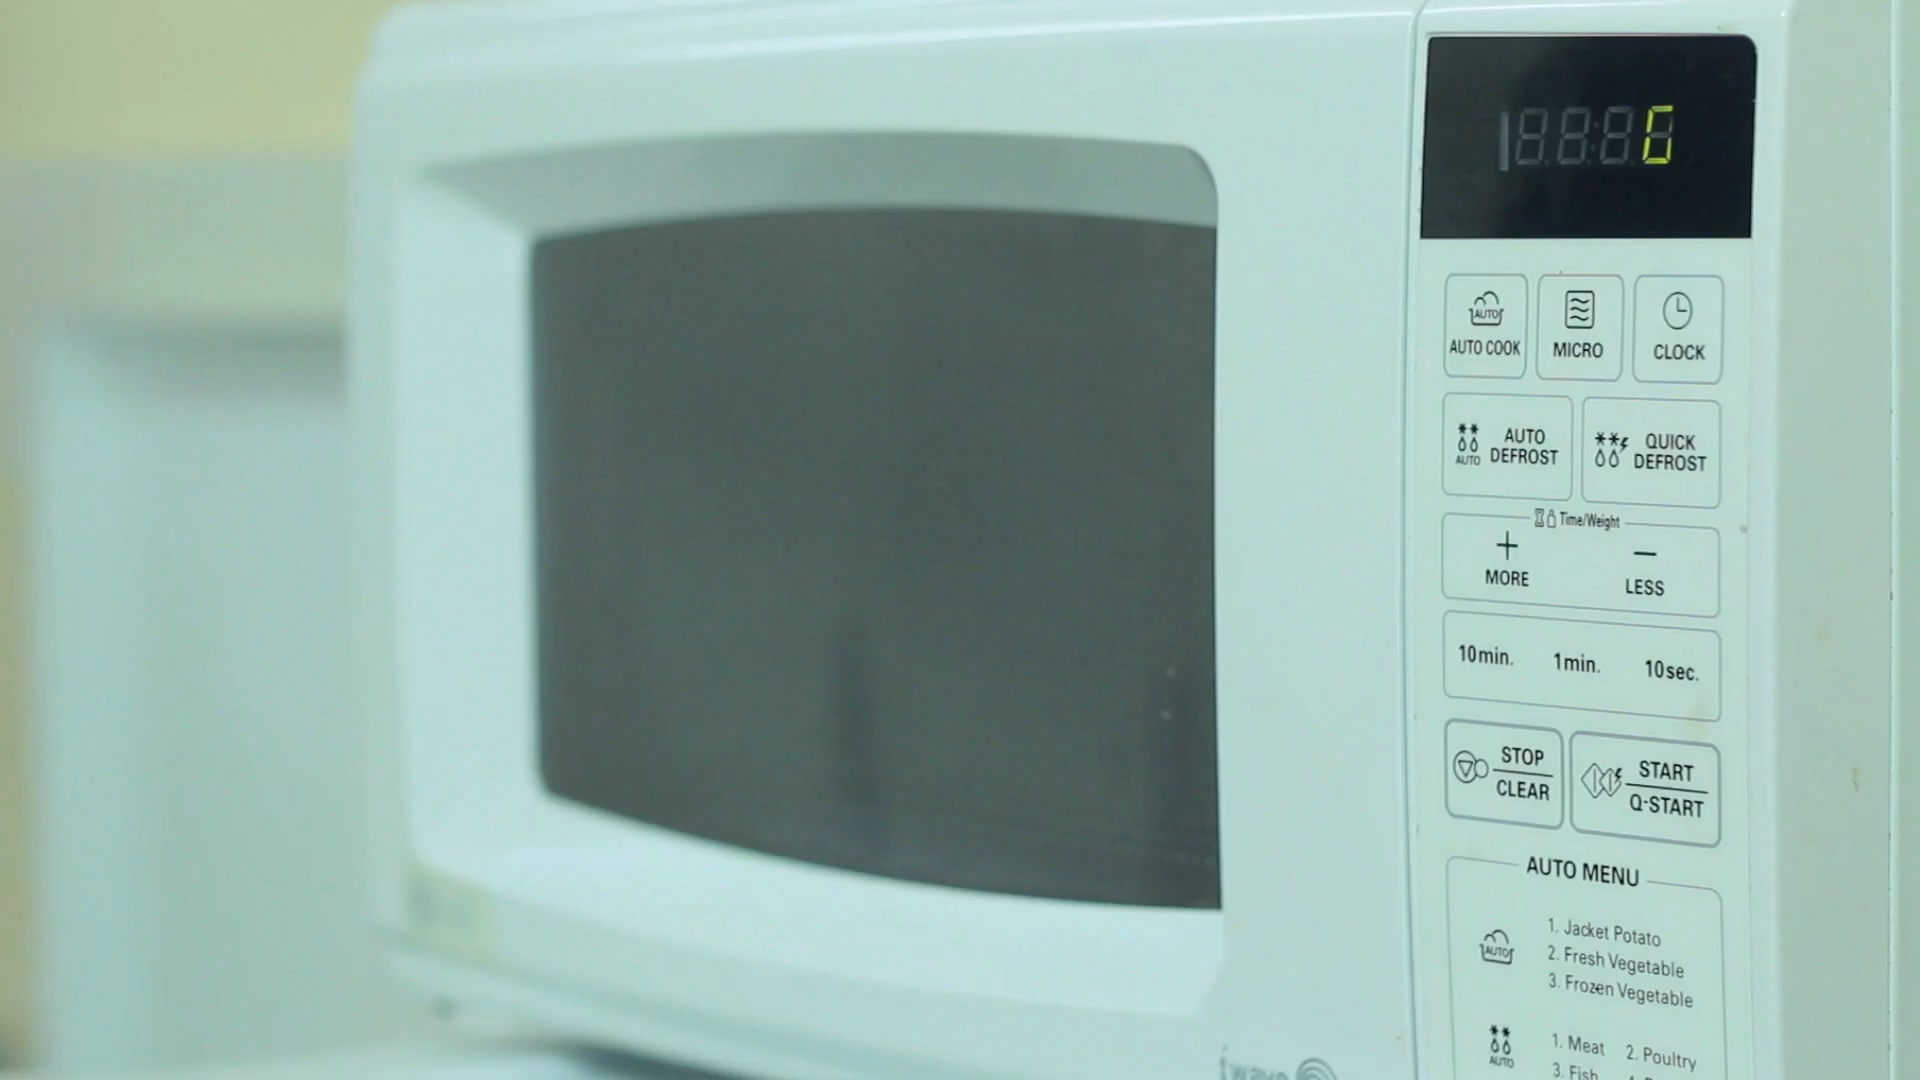 G
AUTO
AUTO COOK
MICRO
CLOCK
AUTO
AUTO
DEFROST
QUICK
DEFROST
Time/Weight
+
MORE
−
LESS
10min. 1min. 10sec.
STOP
CLEAR
START
Q-START
AUTO MENU
AUTO
1. Jacket Potato
2. Fresh Vegetable
3. Frozen Vegetable
AUTO
1. Meat 2. Poultry
3. Fish